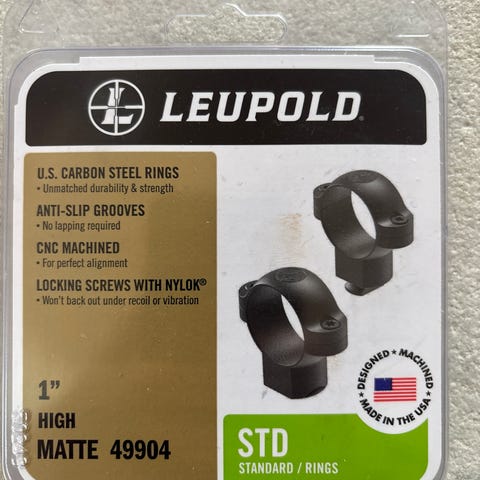 LEUPOLD®
U.S. CARBON STEEL RINGS
• Unmatched durability & strength
ANTI-SLIP GROOVES
• No lapping required
CNC MACHINED
• For perfect alignment
LOCKING SCREWS WITH NYLOK®
• Won't back out under recoil or vibration
DESIGNED ★ MACHINED
★ MADE IN THE USA ★
1"
HIGH
MATTE 49904
STD
STANDARD / RINGS